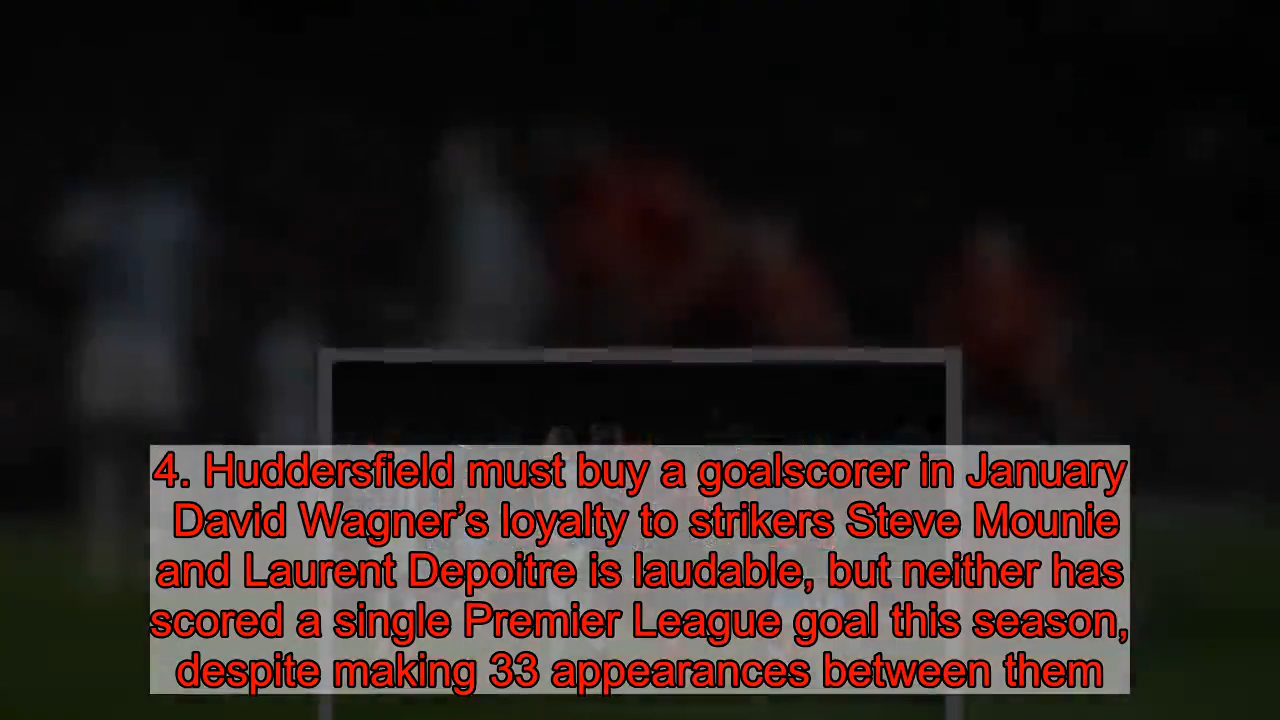 4. Huddersfield must buy a goalscorer in January
David Wagner’s loyalty to strikers Steve Mounie
and Laurent Depoitre is laudable, but neither has
scored a single Premier League goal this season,
despite making 33 appearances between them